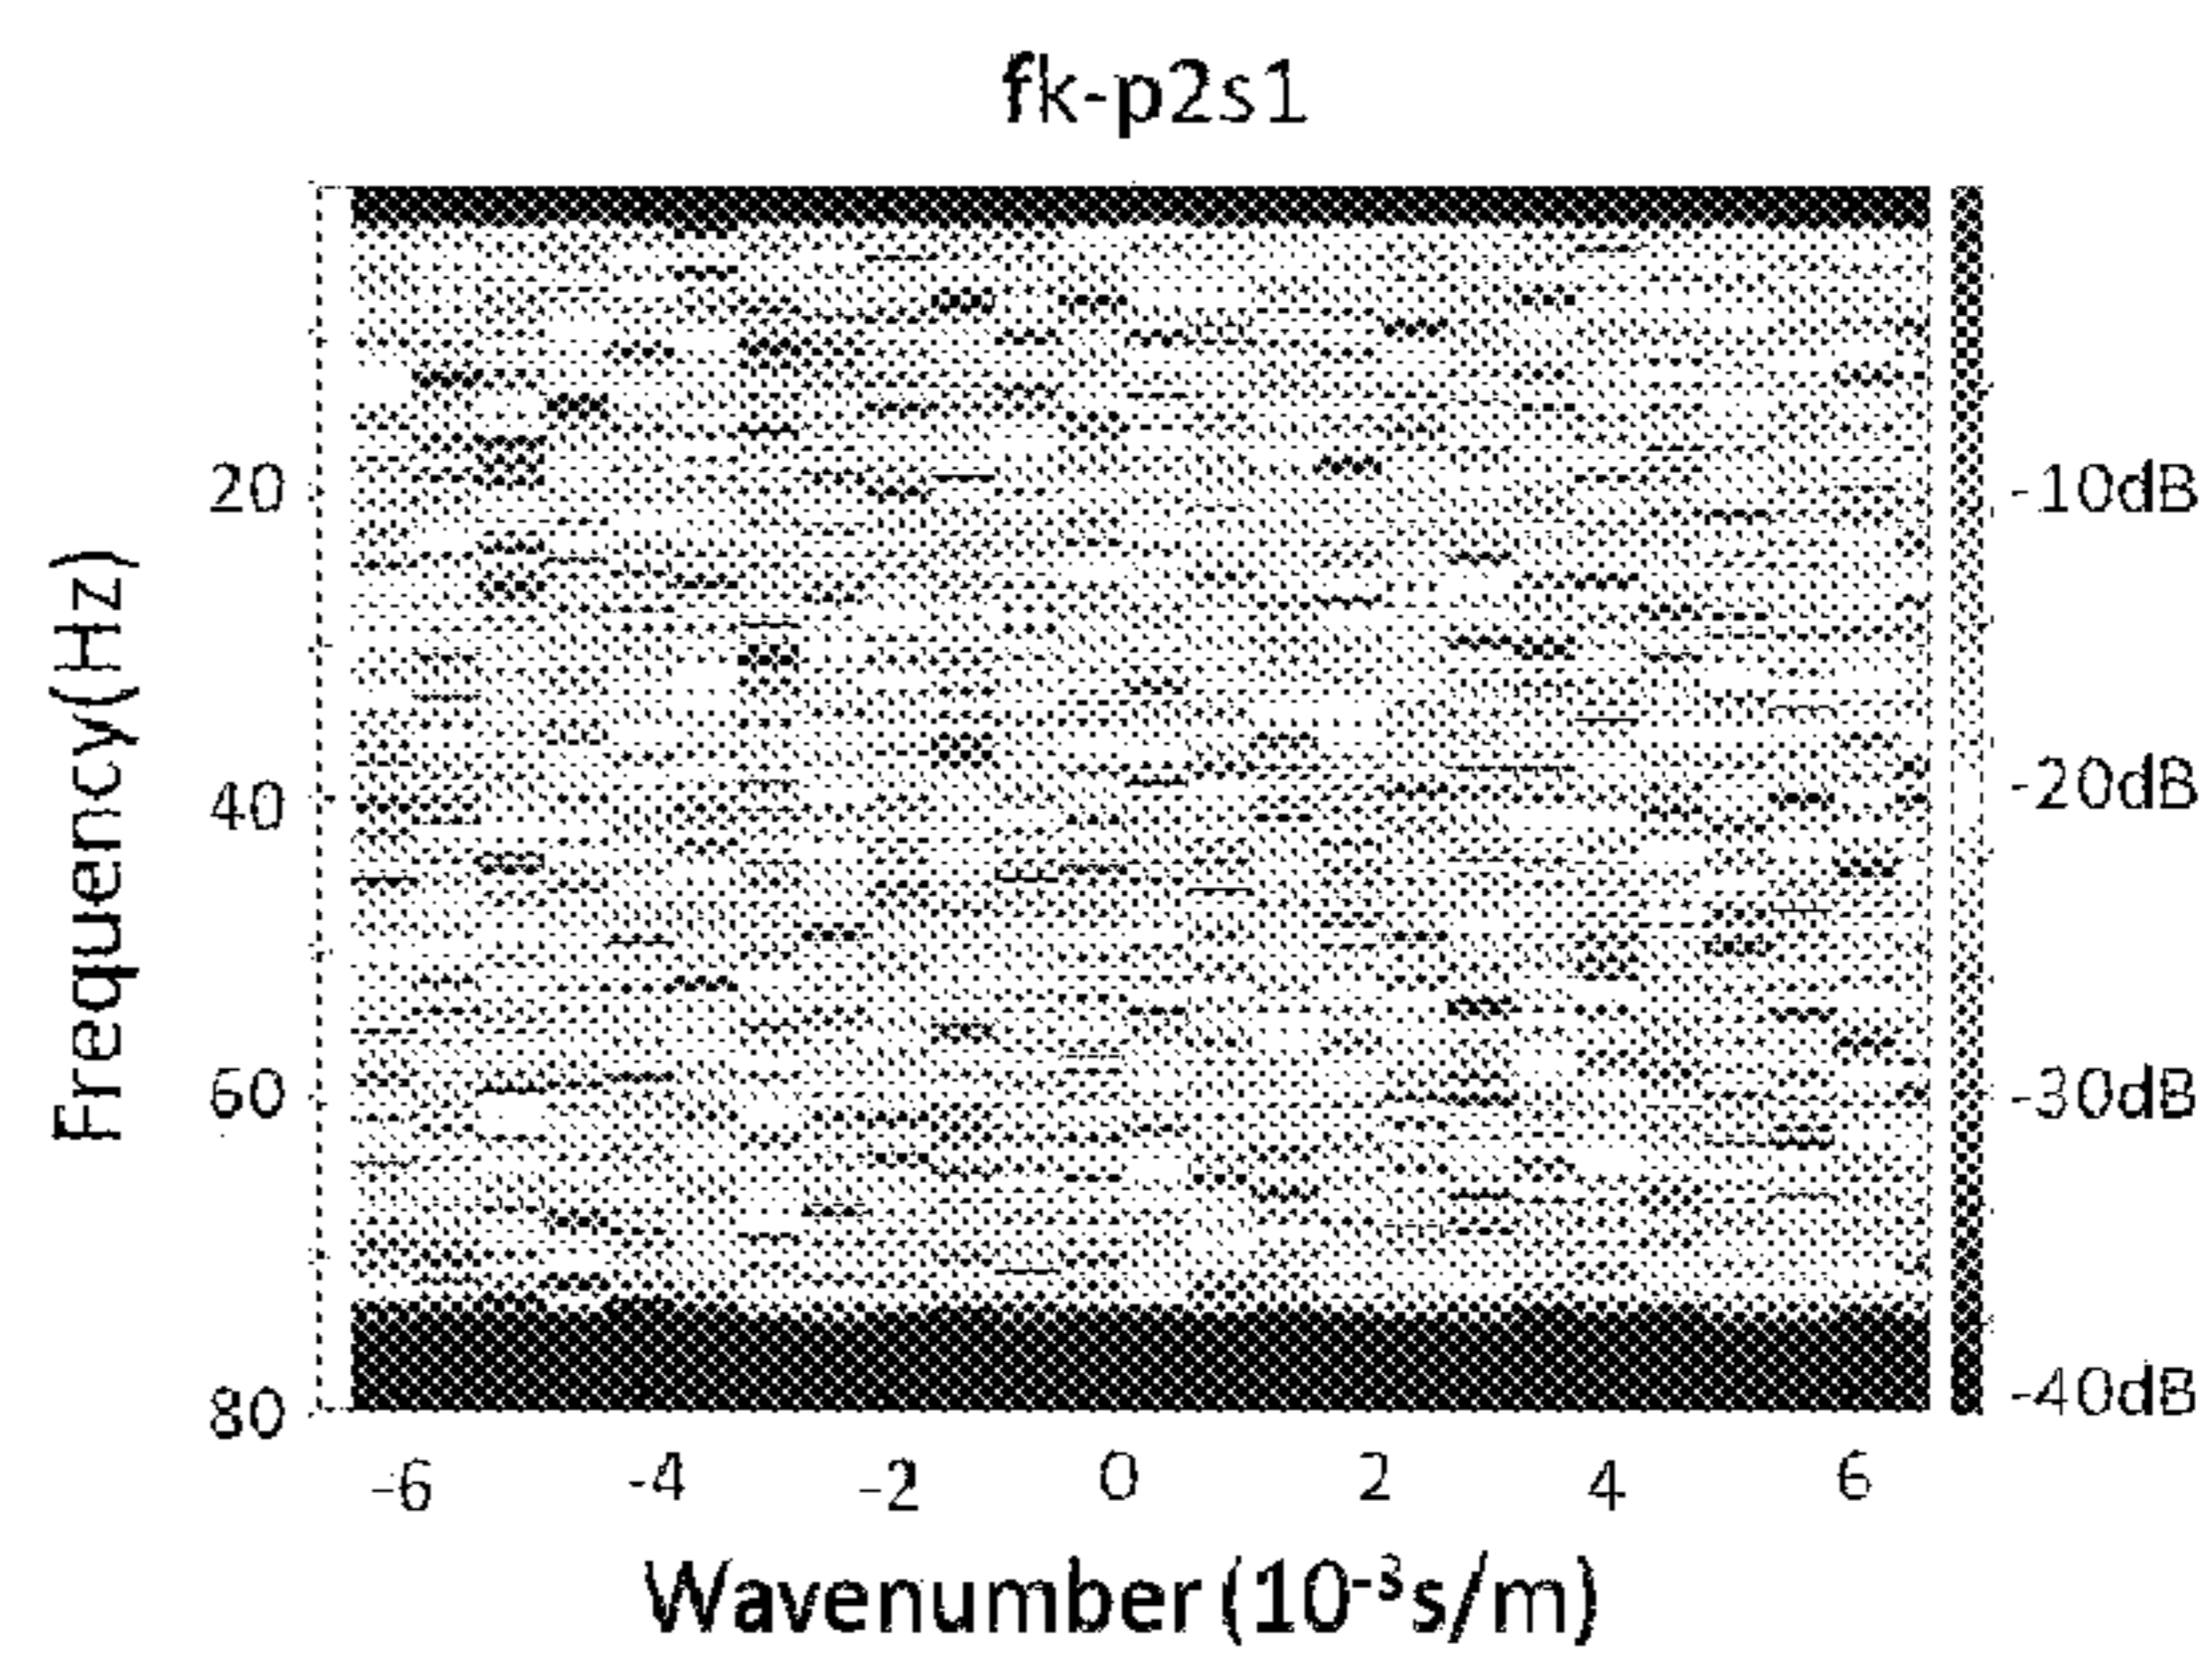 fk-p2s1
Frequency(Hz)
20
40
60
80
-10dB
-20dB
-30dB
-40dB
-6 -4 -2 0 2 4 6
Wavenumber (10⁻³s/m)